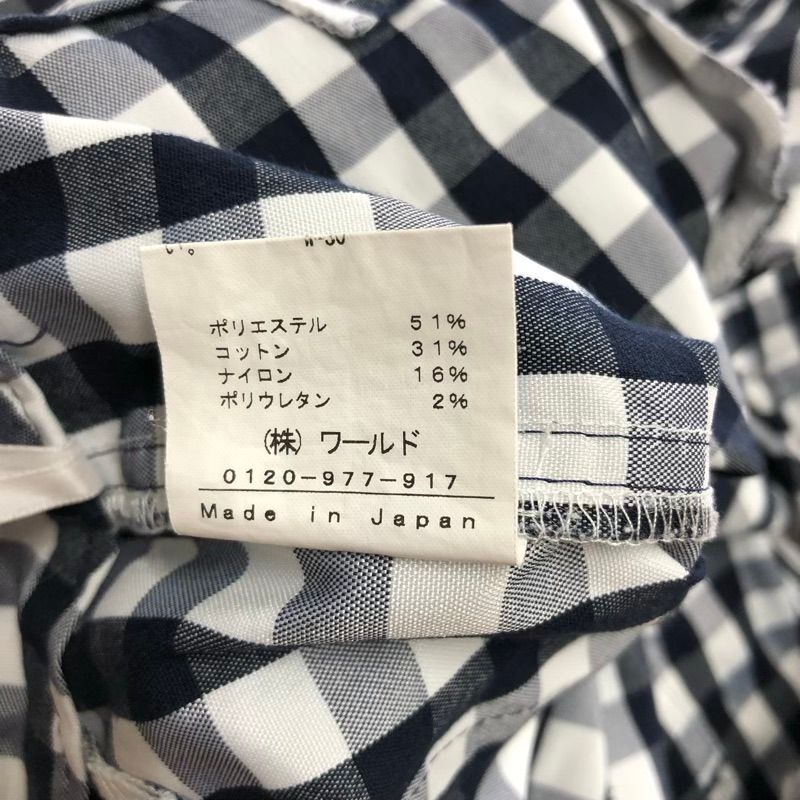 い。
ポリエステル 51%
コットン 31%
ナイロン 16%
ポリウレタン 2%
(株)ワールド
0120-977-917
Made in Japan